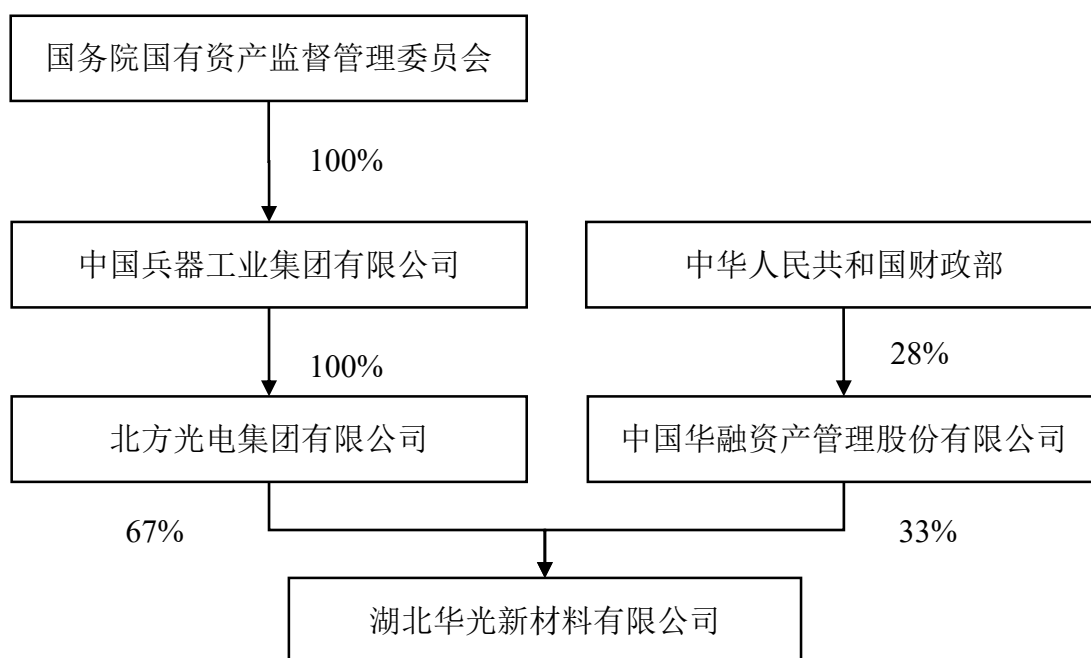 国务院国有资产监督管理委员会
100%
中国兵器工业集团有限公司
中华人民共和国财政部
100%
28%
北方光电集团有限公司
中国华融资产管理股份有限公司
67%
33%
湖北华光新材料有限公司